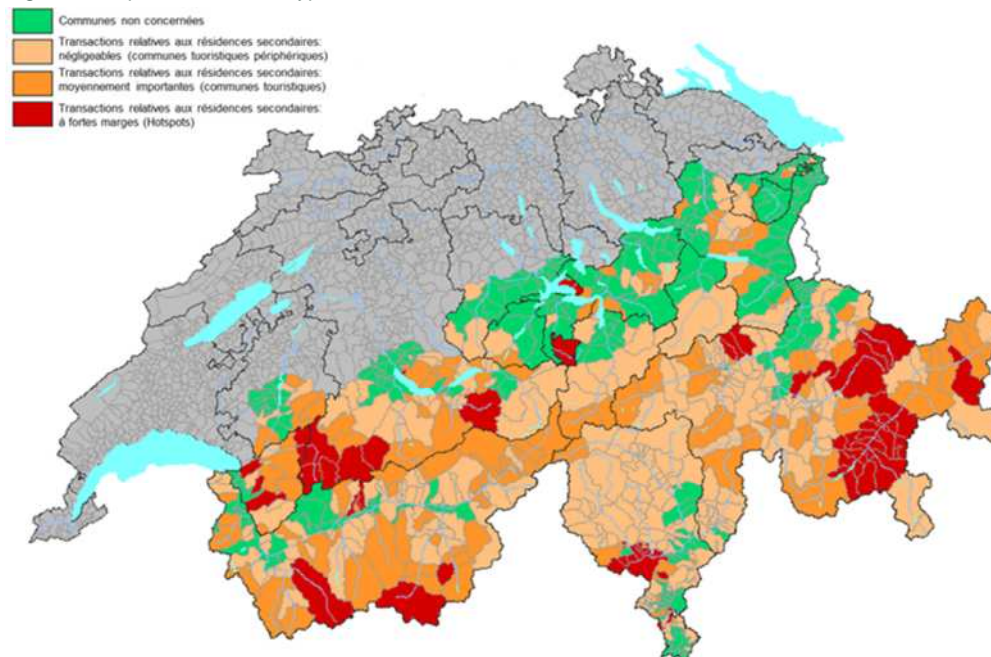 Communes non concernées
Transactions relatives aux résidences secondaires:
négligeables (communes tuoristiques périphériques)
Transactions relatives aux résidences secondaires:
moyennement importantes (communes touristiques)
Transactions relatives aux résidences secondaires:
à fortes marges (Hotspots)